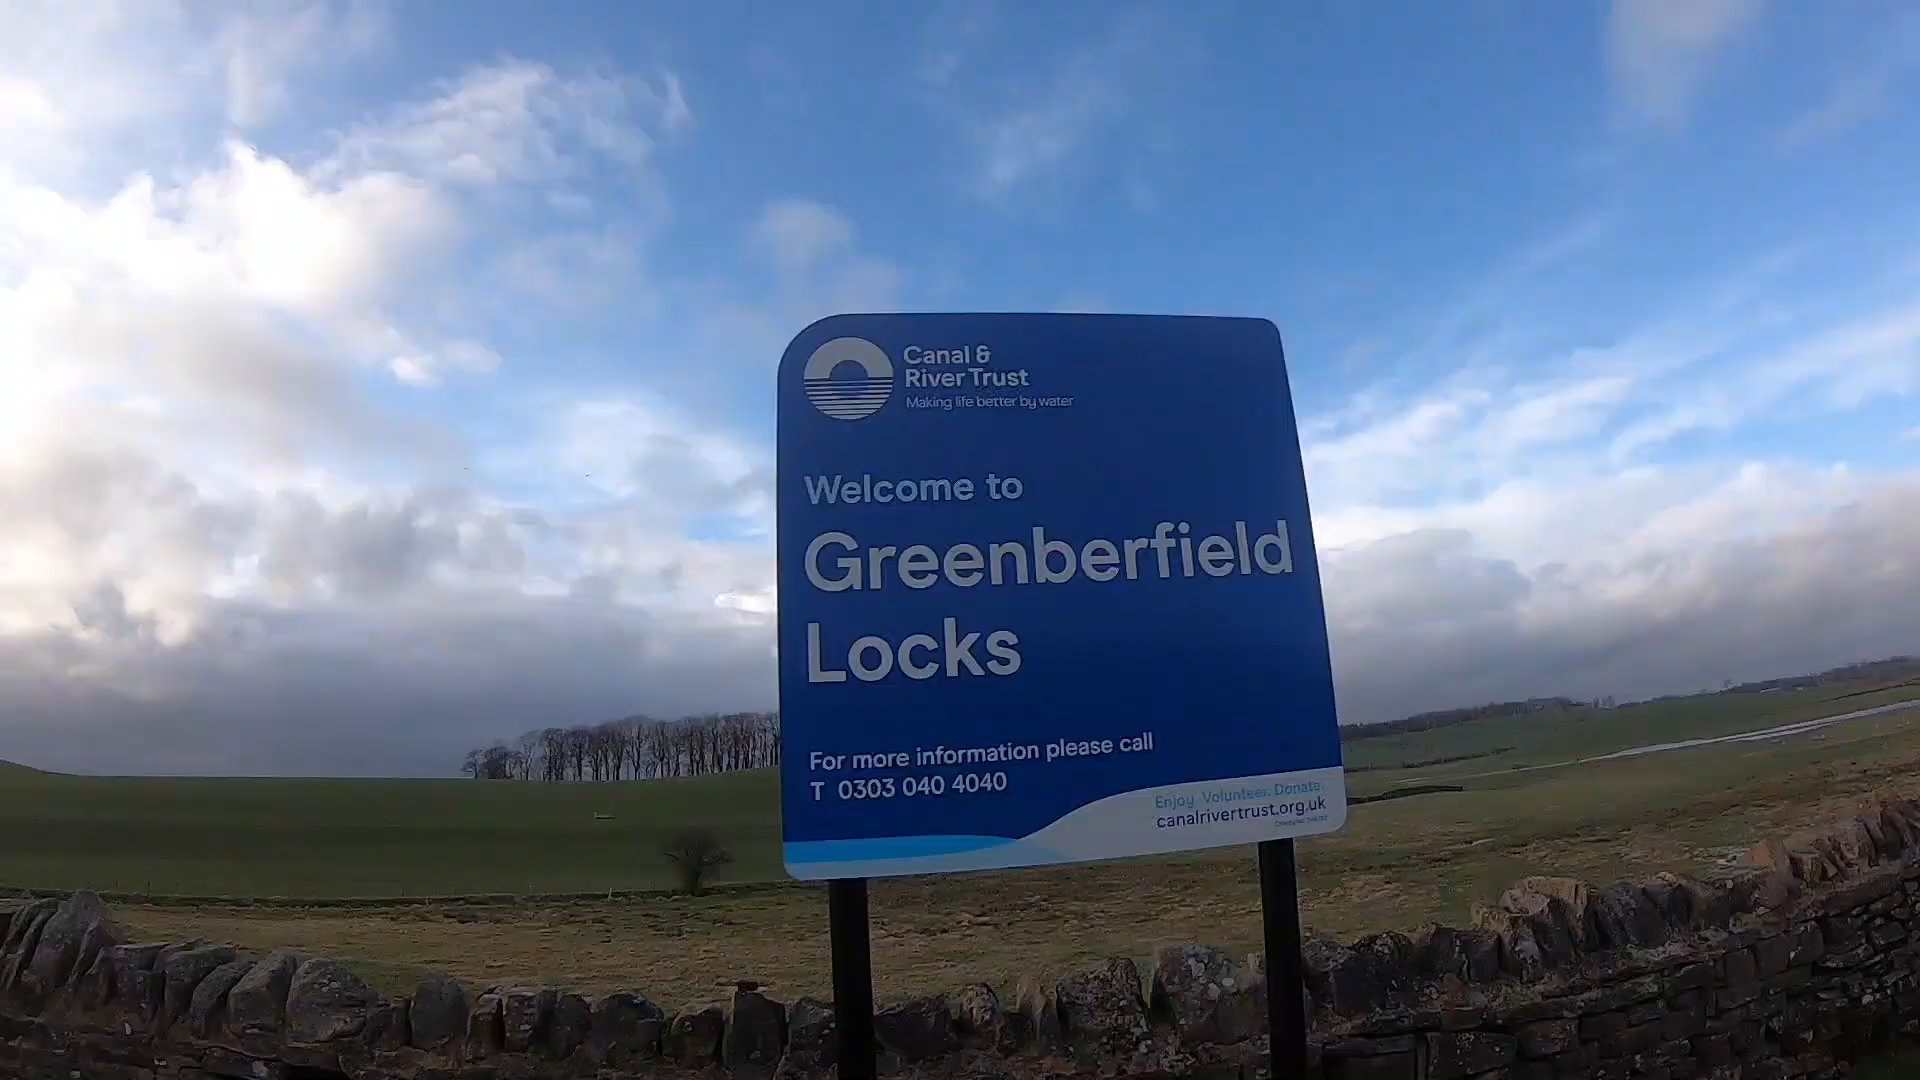 Canal &
River Trust
Making life better by water
Welcome to
Greenberfield
Locks
For more information please call
T 0303 040 4040
Enjoy. Volunteer. Donate.
canalrivertrust.org.uk